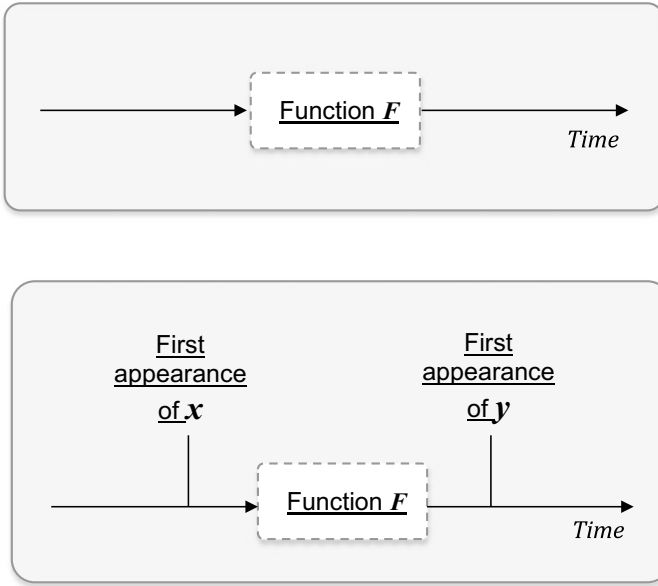 Function F
Time
First
appearance
of x
First
appearance
of y
Function F
Time